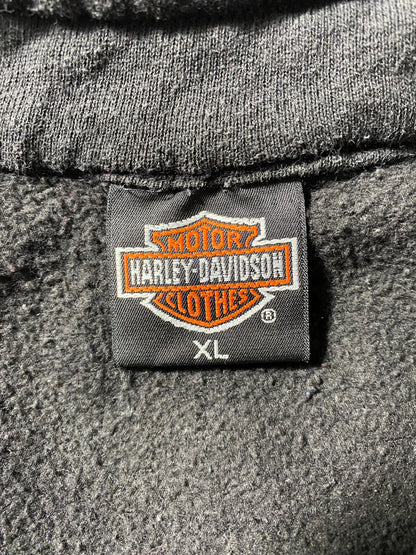 MOTOR
HARLEY-DAVIDSON
CLOTHES
®
XL